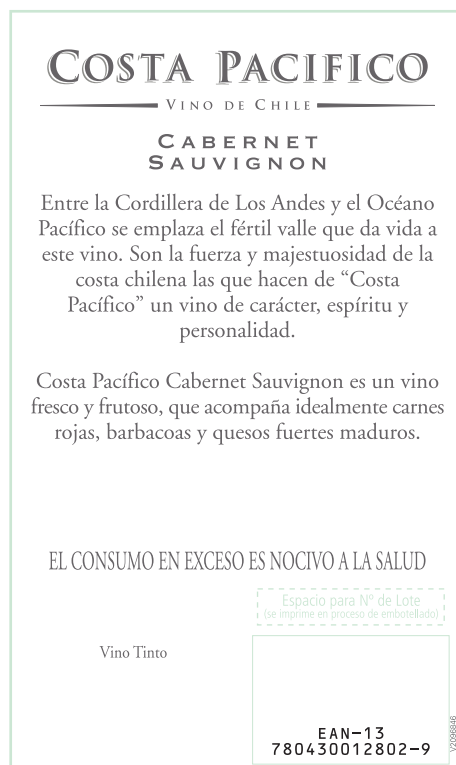 COSTA PACIFICO
VINO DE CHILE
CABERNET
SAUVIGNON
Entre la Cordillera de Los Andes y el Océano
Pacífico se emplaza el fértil valle que da vida a
este vino. Son la fuerza y majestuosidad de la
costa chilena las que hacen de “Costa
Pacífico” un vino de carácter, espíritu y
personalidad.
Costa Pacífico Cabernet Sauvignon es un vino
fresco y frutoso, que acompaña idealmente carnes
rojas, barbacoas y quesos fuertes maduros.
EL CONSUMO EN EXCESO ES NOCIVO A LA SALUD
Espacio para Nº de Lote
(se imprime en proceso de embotellado)
Vino Tinto
EAN-13
780430012802-9
V2096846